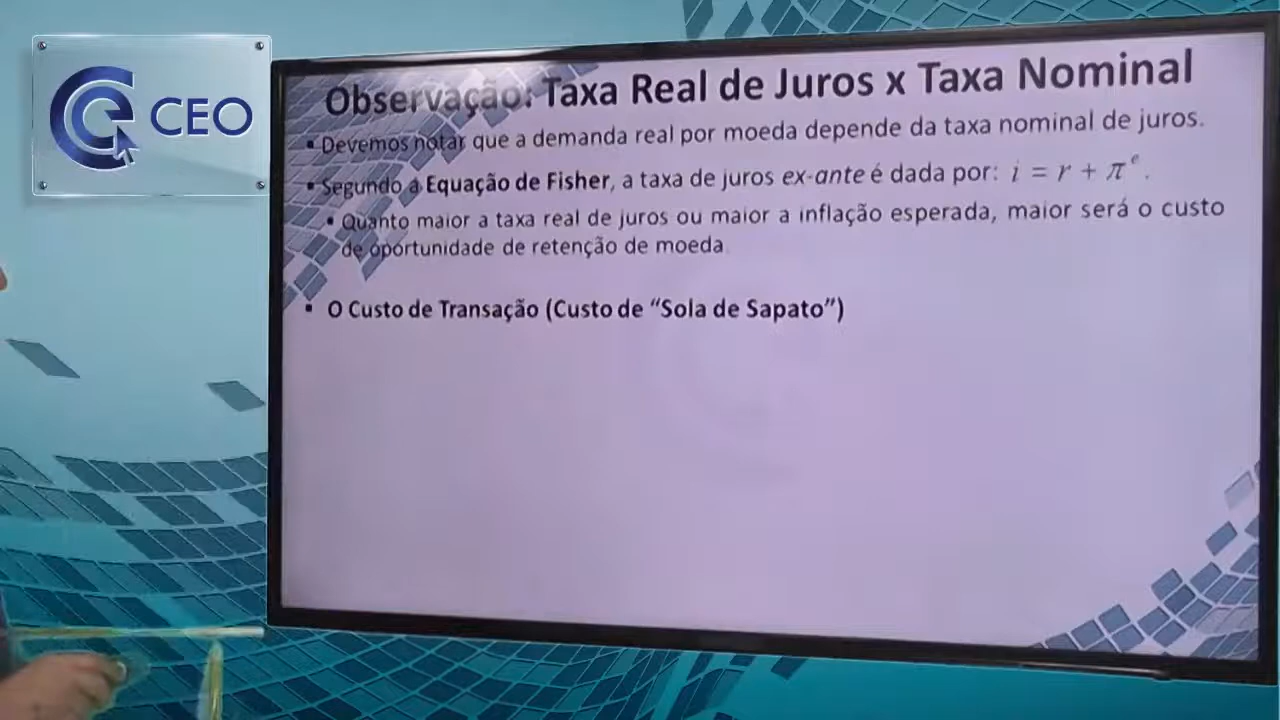 CEO
Observação: Taxa Real de Juros x Taxa Nominal
▪ Devemos notar que a demanda real por moeda depende da taxa nominal de juros.
▪ Segundo a Equação de Fisher, a taxa de juros ex-ante é dada por: i = r + π^e .
▪ Quanto maior a taxa real de juros ou maior a inflação esperada, maior será o custo
de oportunidade de retenção de moeda.
▪ O Custo de Transação (Custo de “Sola de Sapato”)